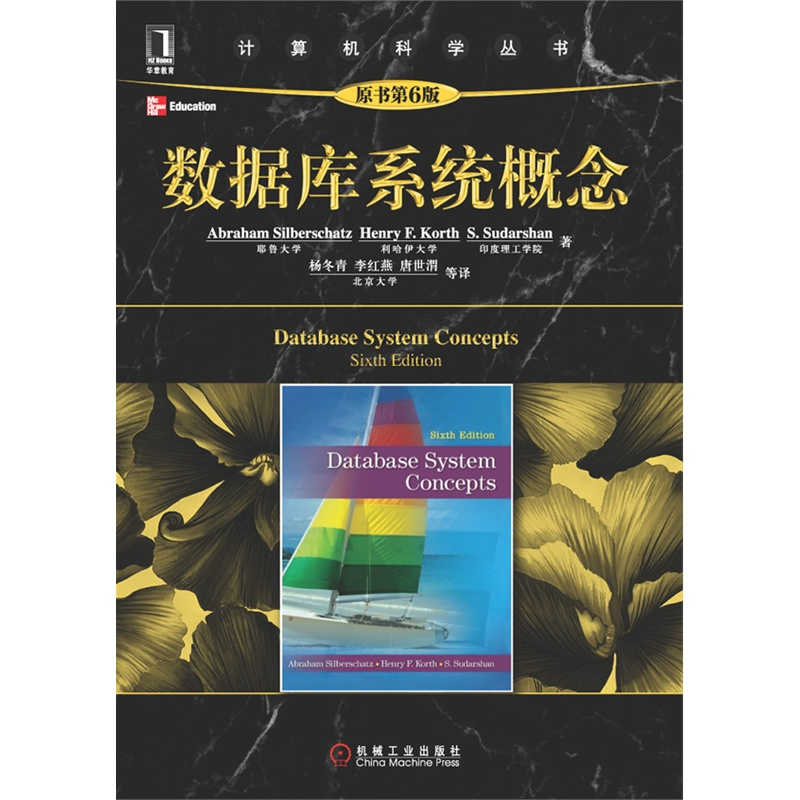 计算机科学丛书
HZ Books
华章教育
原书第6版
Mc Graw Hill Education
数据库系统概念
Abraham Silberschatz Henry F. Korth S. Sudarshan 著
耶鲁大学 利哈伊大学 印度理工学院
杨冬青 李红燕 唐世渭 等译
北京大学
Database System Concepts
Sixth Edition
Sixth Edition
Database System
Concepts
Abraham Silberschatz • Henry F. Korth • S. Sudarshan
机械工业出版社
China Machine Press